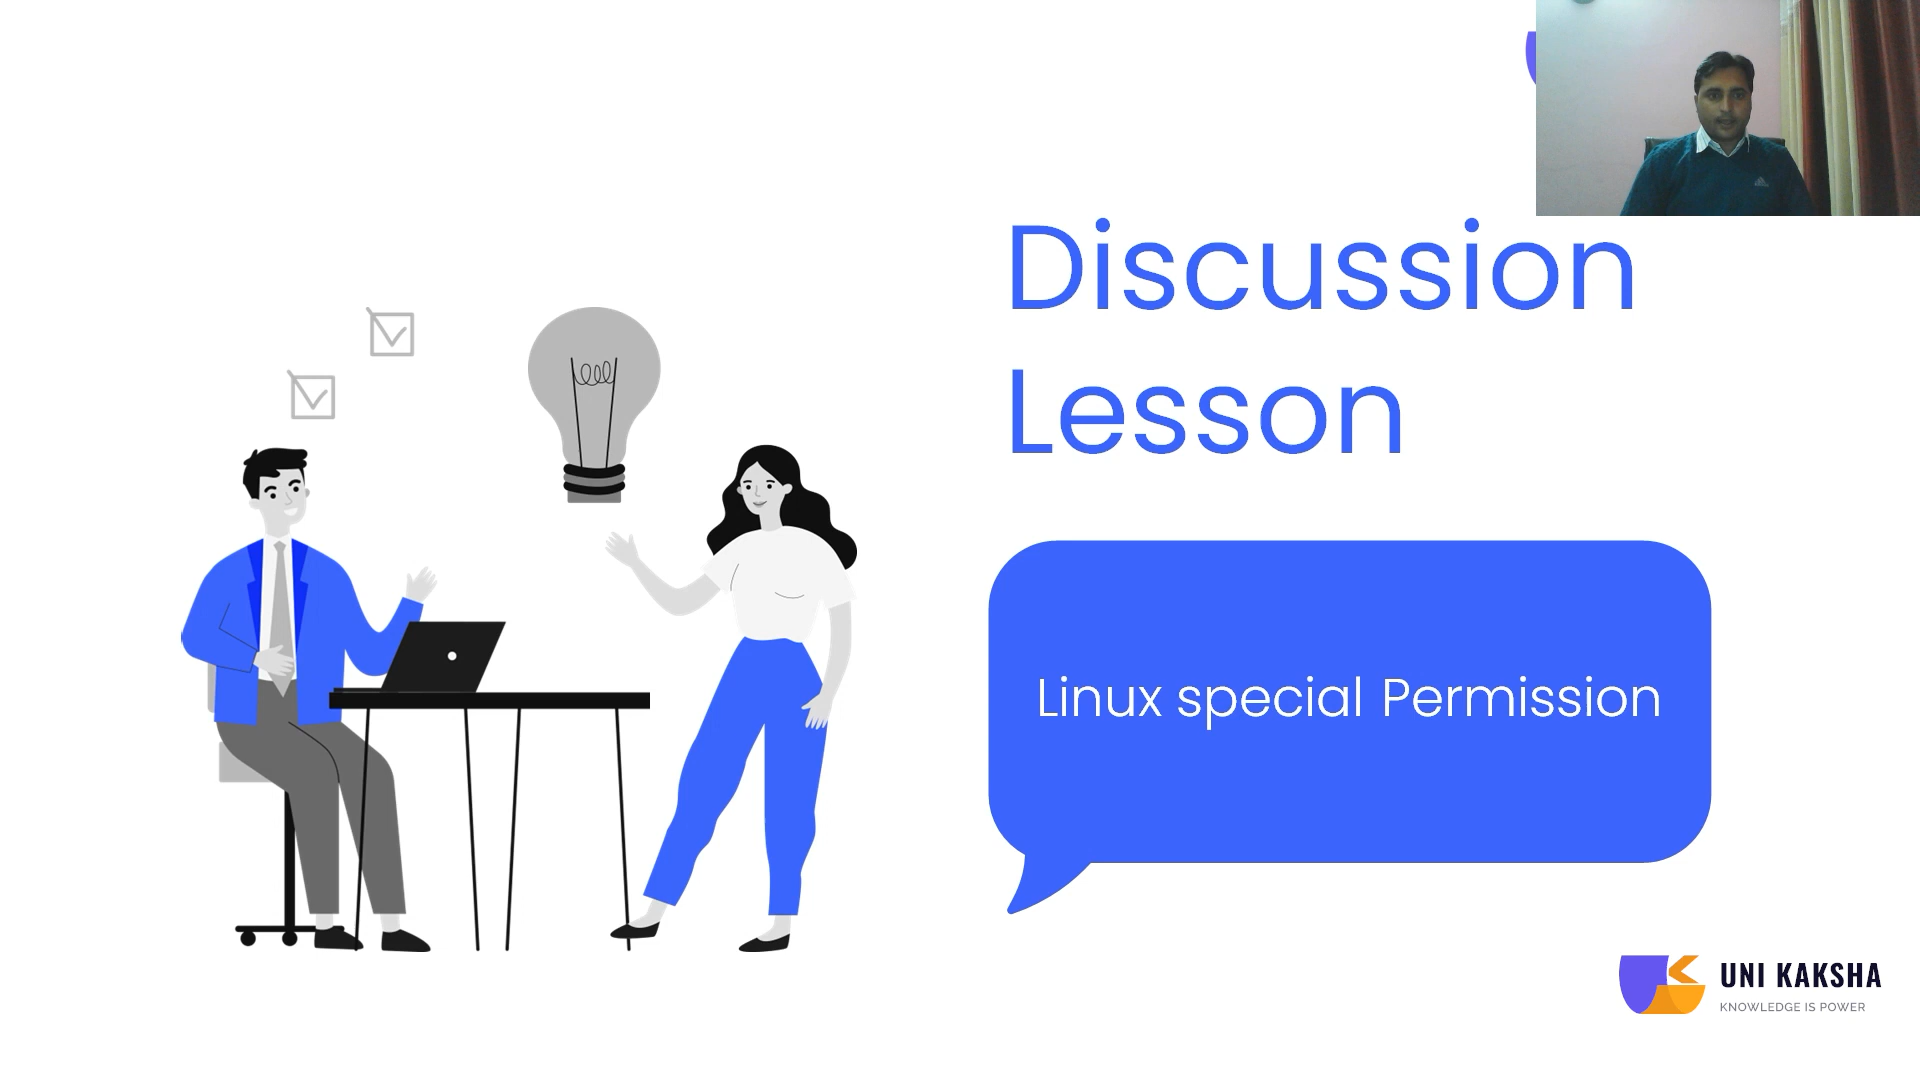 Discussion
Lesson
Linux special Permission
UNI KAKSHA
KNOWLEDGE IS POWER